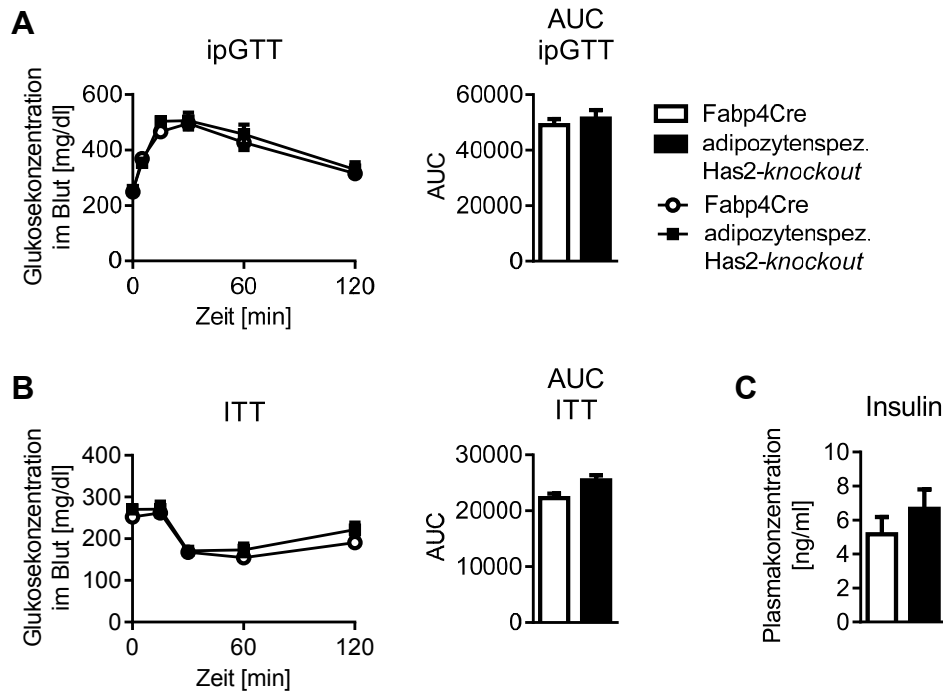 A
ipGTT
Glukosekonzentration
im Blut [mg/dl]
600
400
200
0
0
60
120
Zeit [min]
AUC
ipGTT
AUC
60000
40000
20000
0
Fabp4Cre
adipozytenspez.
Has2-knockout
Fabp4Cre
adipozytenspez.
Has2-knockout
B
ITT
Glukosekonzentration
im Blut [mg/dl]
400
300
200
100
0
0
60
120
Zeit [min]
AUC
ITT
AUC
30000
20000
10000
0
C
Insulin
Plasmakonzentration
[ng/ml]
10
8
6
4
2
0